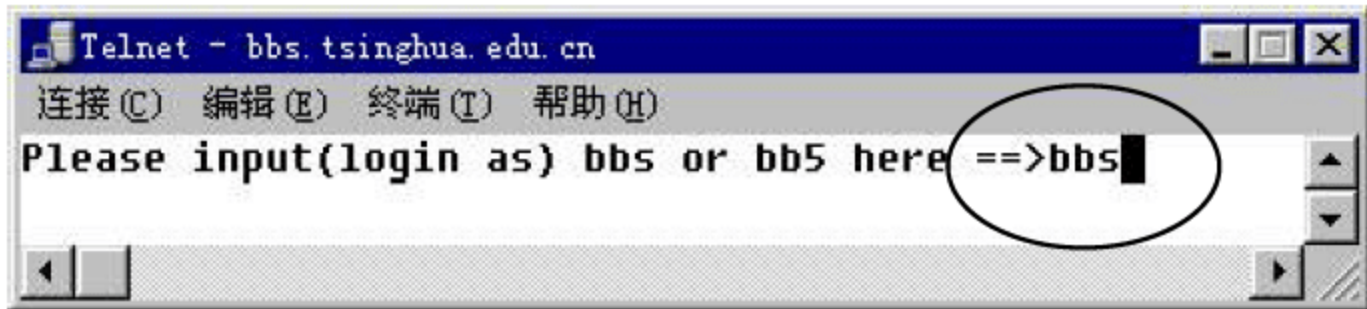 Telnet - bbs.tsinghua.edu.cn
连接(C) 编辑(E) 终端(T) 帮助(H)
Please input(login as) bbs or bb5 here ==>bbs